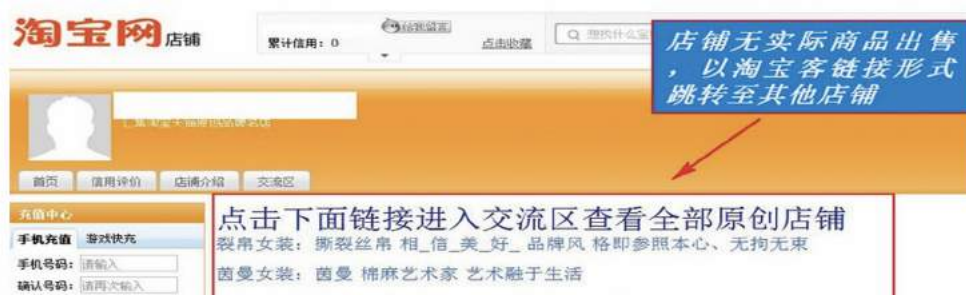 淘宝网店铺
累计信用：0
给我留言
点击收藏
店铺无实际商品出售
，以淘宝客链接形式
跳转至其他店铺
首页 信用评价 店铺介绍 交流区
充值中心
手机充值 游戏快充
手机号码：请输入
确认号码：请再次输入
点击下面链接进入交流区查看全部原创店铺
裂帛女装：撕裂丝帛 相_信_美_好_品牌风 格即参照本心、无拘无束
茵曼女装：茵曼 棉麻艺术家 艺术融于生活